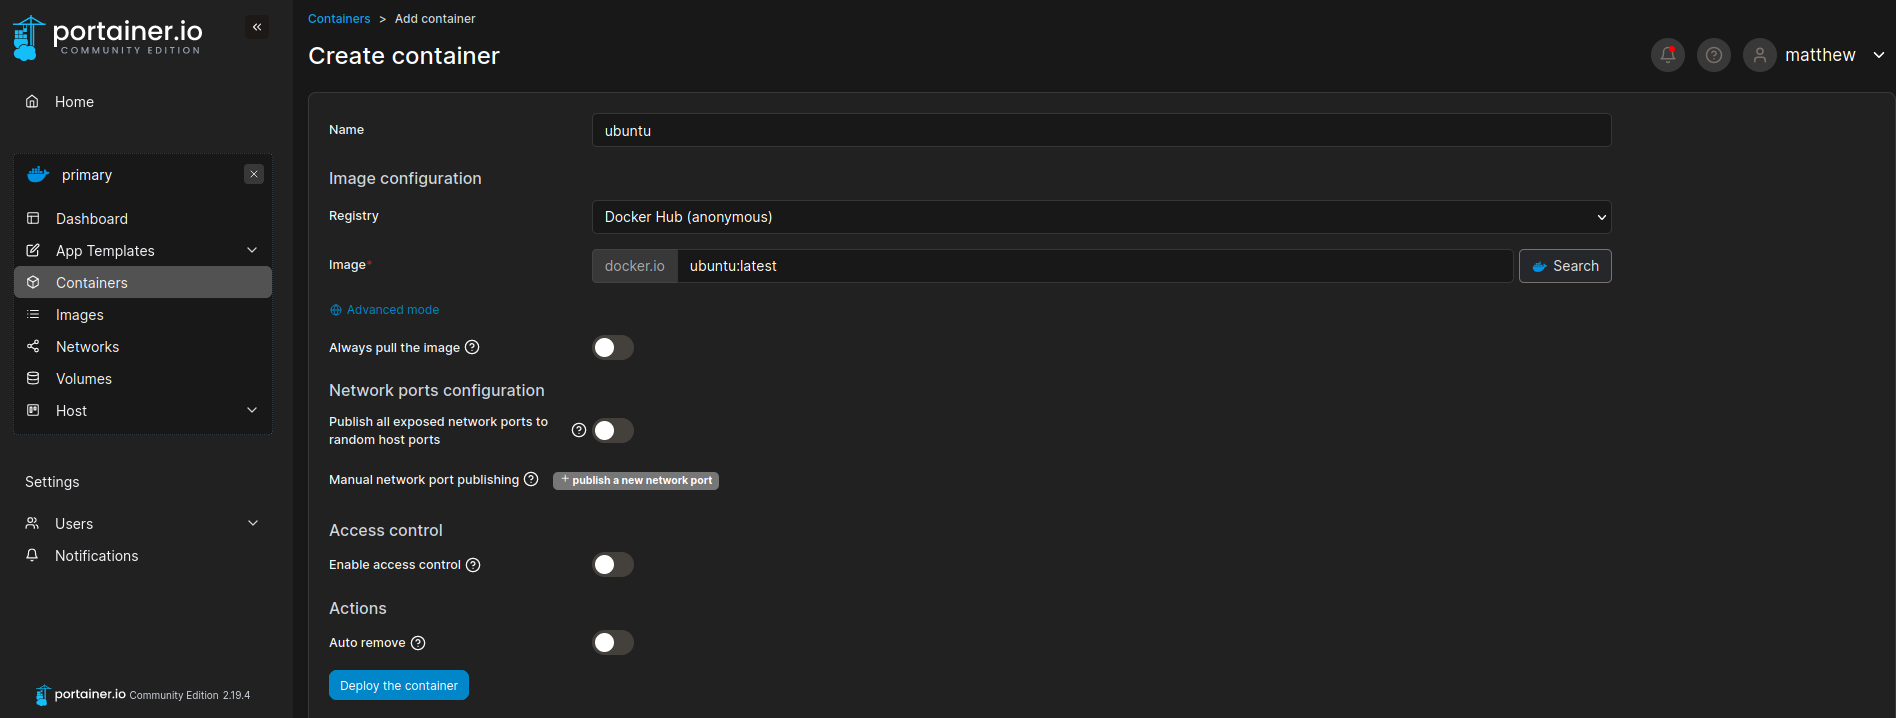 portainer.io
COMMUNITY EDITION
Home
primary
Dashboard
App Templates
Containers
Images
Networks
Volumes
Host
Settings
Users
Notifications
portainer.io Community Edition 2.19.4
Containers > Add container
Create container
matthew
Name
ubuntu
Image configuration
Registry
Docker Hub (anonymous)
Image*
docker.io
ubuntu:latest
Search
Advanced mode
Always pull the image
Network ports configuration
Publish all exposed network ports to
random host ports
Manual network port publishing
+ publish a new network port
Access control
Enable access control
Actions
Auto remove
Deploy the container